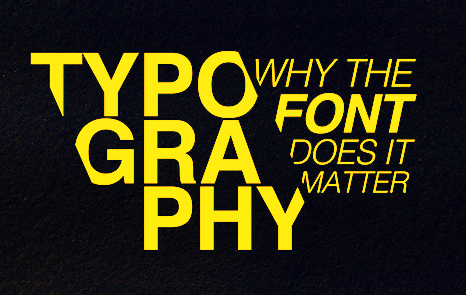 TYPO
GRA
PHY
WHY THE
FONT
DOES IT
MATTER